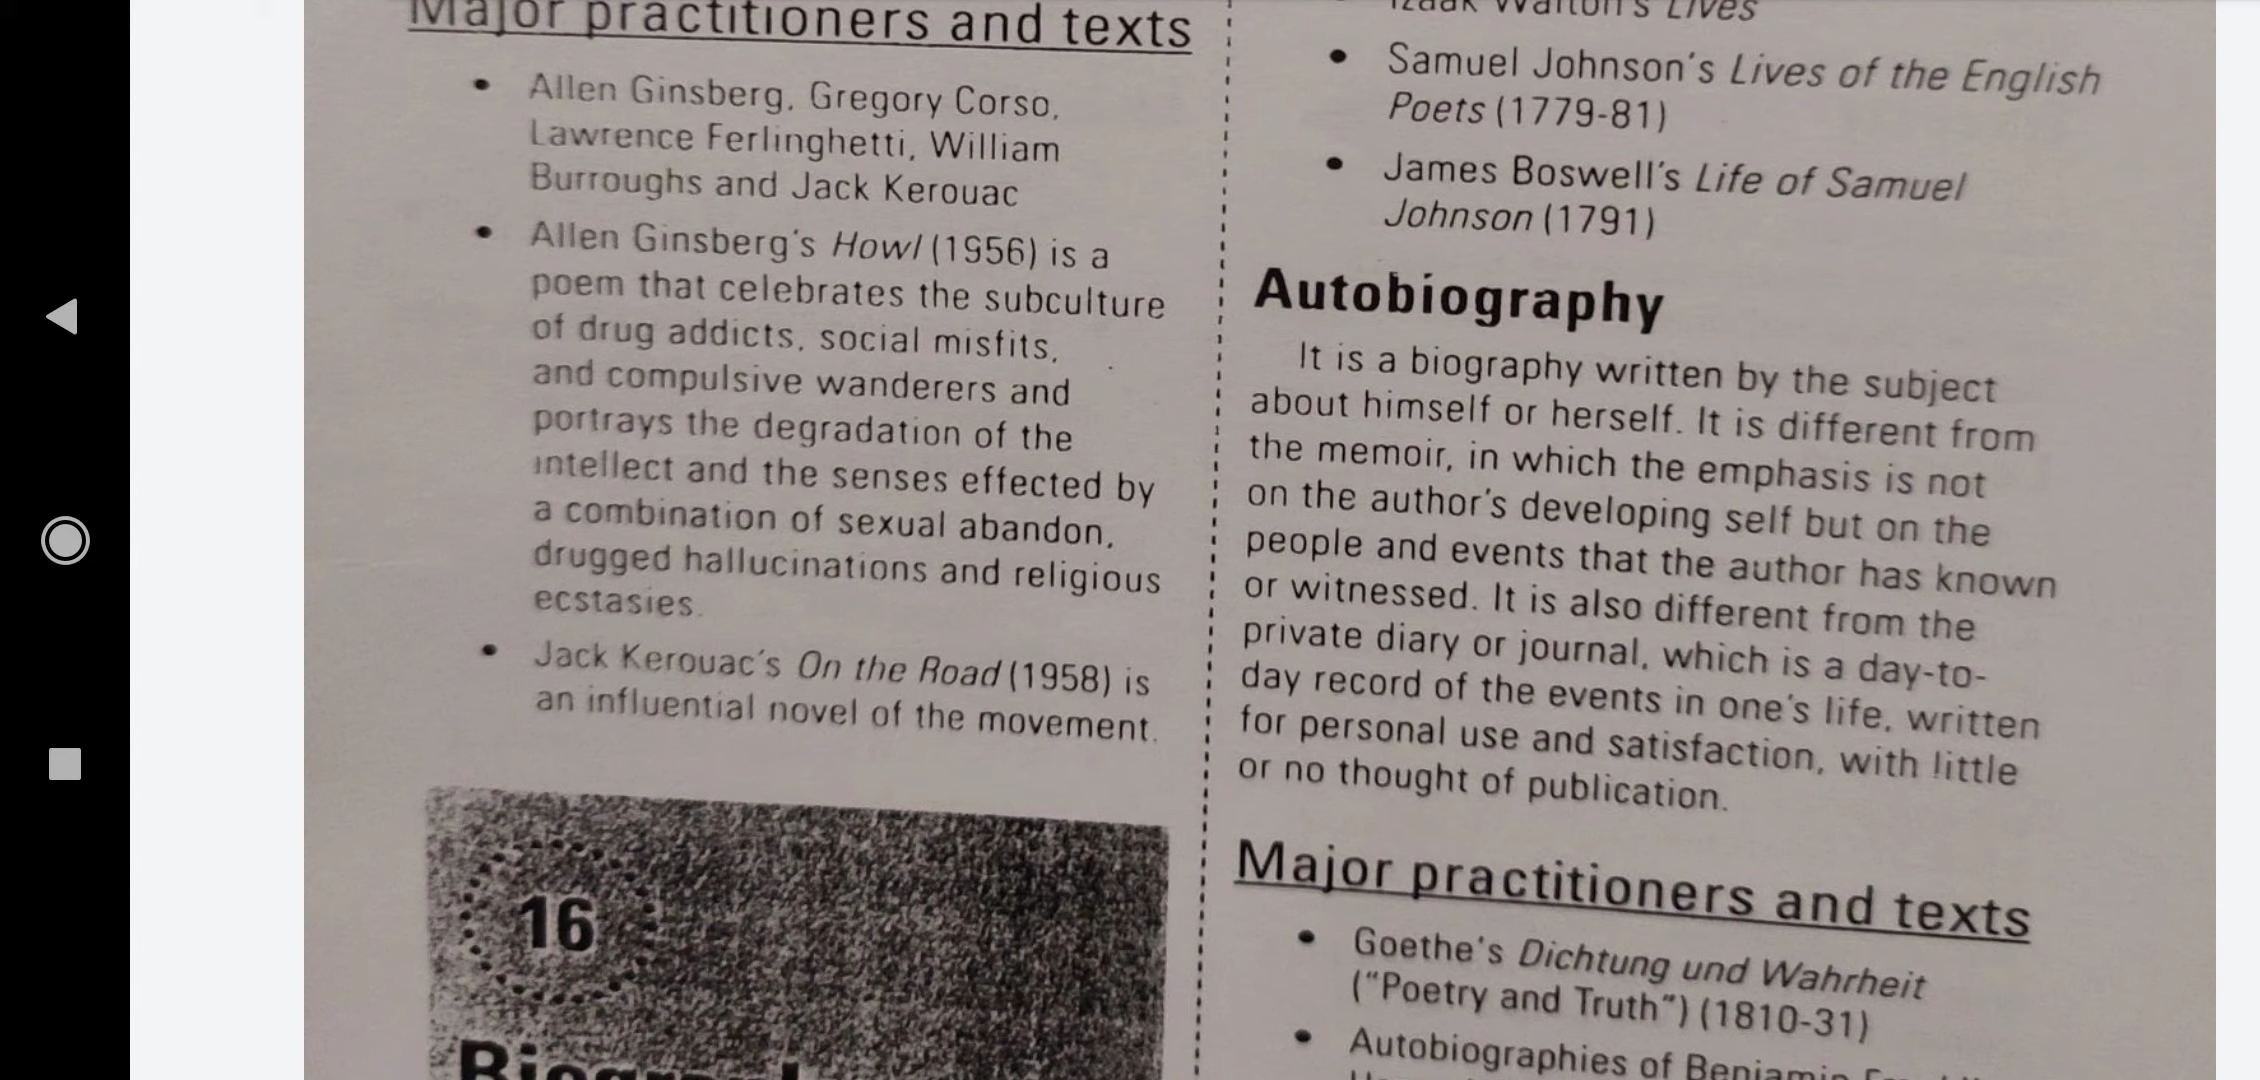 Major practitioners and texts
• Allen Ginsberg, Gregory Corso,
Lawrence Ferlinghetti, William
Burroughs and Jack Kerouac
• Allen Ginsberg's Howl (1956) is a
poem that celebrates the subculture
of drug addicts, social misfits,
and compulsive wanderers and
portrays the degradation of the
intellect and the senses effected by
a combination of sexual abandon,
drugged hallucinations and religious
ecstasies.
• Jack Kerouac's On the Road (1958) is
an influential novel of the movement.
16
Izaak Walton's Lives
• Samuel Johnson's Lives of the English
Poets (1779-81)
• James Boswell's Life of Samuel
Johnson (1791)
Autobiography
It is a biography written by the subject
about himself or herself. It is different from
the memoir, in which the emphasis is not
on the author's developing self but on the
people and events that the author has known
or witnessed. It is also different from the
private diary or journal, which is a day-to-
day record of the events in one's life, written
for personal use and satisfaction, with little
or no thought of publication.
Major practitioners and texts
• Goethe's Dichtung und Wahrheit
("Poetry and Truth") (1810-31)
• Autobiographies of Benjamin